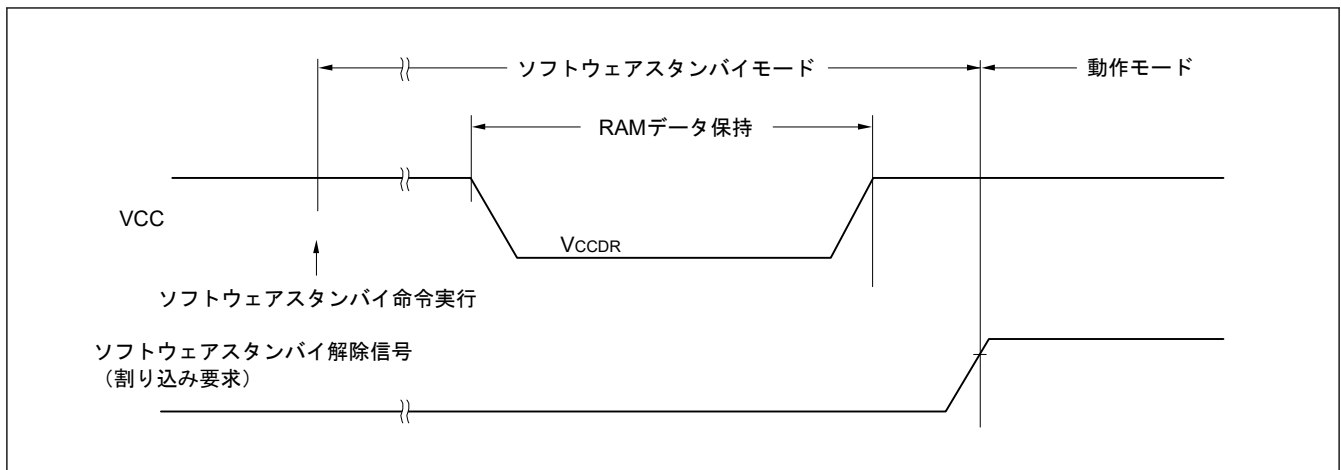 ソフトウェアスタンバイモード
動作モード
RAMデータ保持
VCC
VCCDR
ソフトウェアスタンバイ命令実行
ソフトウェアスタンバイ解除信号
（割り込み要求）